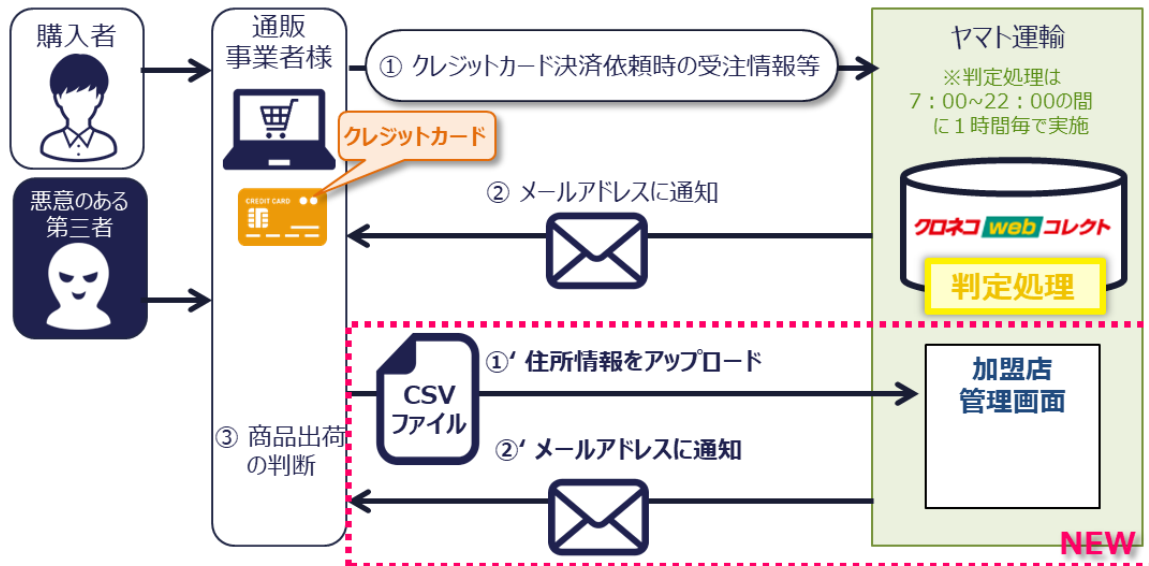 購入者
悪意のある
第三者
通販
事業者様
CREDIT CARD
クレジットカード
③ 商品出荷
の判断
① クレジットカード決済依頼時の受注情報等
② メールアドレスに通知
①‘ 住所情報をアップロード
CSV
ファイル
②‘ メールアドレスに通知
ヤマト運輸
※判定処理は
7：00~22：00の間
に１時間毎で実施
クロネコwebコレクト
判定処理
加盟店
管理画面
NEW